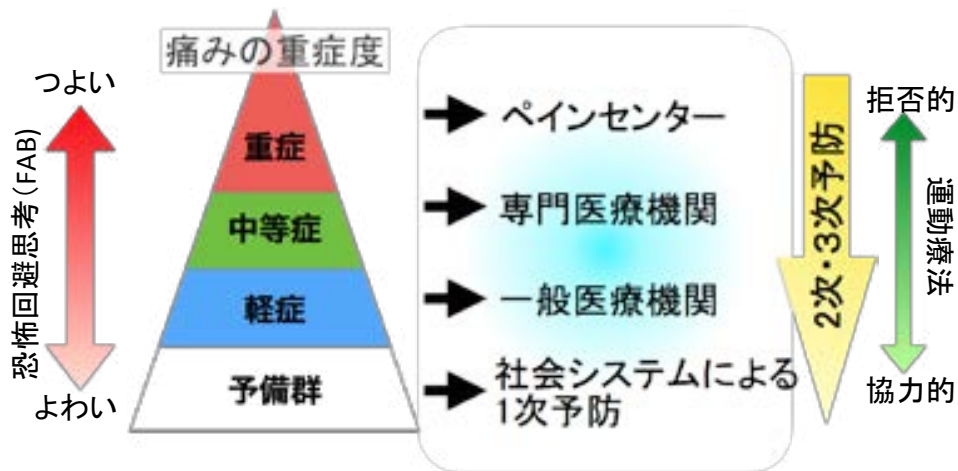 痛みの重症度
つよい
恐怖回避思考（FAB）
よわい
重症
中等症
軽症
予備群
ペインセンター
専門医療機関
一般医療機関
社会システムによる
1次予防
2次・3次予防
拒否的
運動療法
協力的